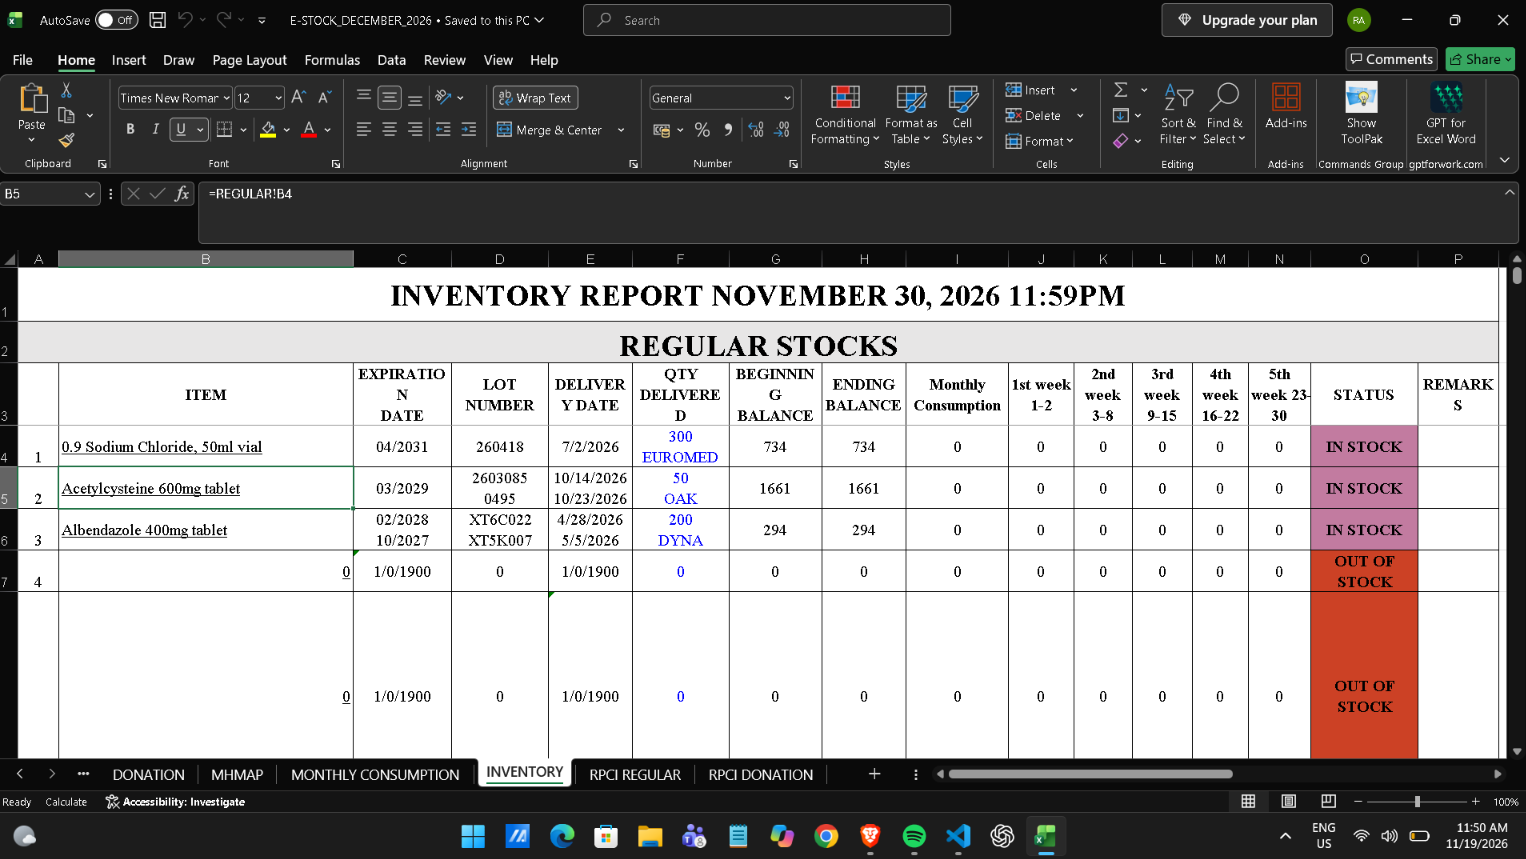 AutoSave Off E-STOCK_DECEMBER_2026 • Saved to this PC Search Upgrade your plan RA
File Home Insert Draw Page Layout Formulas Data Review View Help Comments Share
Paste
Clipboard
Times New Roman 12
B I U
Font
Wrap Text
Merge & Center
Alignment
General
Number
Conditional Formatting
Format as Table
Cell Styles
Styles
Insert
Delete
Format
Cells
Sort & Filter
Find & Select
Editing
Add-ins
Add-ins
Show ToolPak
Commands Group
GPT for Excel Word
gptforwork.com
B5 fx =REGULAR!B4
A B C D E F G H I J K L M N O P
1 INVENTORY REPORT NOVEMBER 30, 2026 11:59PM
2 REGULAR STOCKS
3 ITEM EXPIRATION DATE LOT NUMBER DELIVERY DATE QTY DELIVERED BEGINNING BALANCE ENDING BALANCE Monthly Consumption 1st week 1-2 2nd week 3-8 3rd week 9-15 4th week 16-22 5th week 23-30 STATUS REMARKS
4 1 0.9 Sodium Chloride, 50ml vial 04/2031 260418 7/2/2026 300 EUROMED 734 734 0 0 0 0 0 0 IN STOCK
5 2 Acetylcysteine 600mg tablet 03/2029 2603085 0495 10/14/2026 10/23/2026 50 OAK 1661 1661 0 0 0 0 0 0 IN STOCK
6 3 Albendazole 400mg tablet 02/2028 10/2027 XT6C022 XT5K007 4/28/2026 5/5/2026 200 DYNA 294 294 0 0 0 0 0 0 IN STOCK
7 4 0 1/0/1900 0 1/0/1900 0 0 0 0 0 0 0 0 0 OUT OF STOCK
0 1/0/1900 0 1/0/1900 0 0 0 0 0 0 0 0 0 OUT OF STOCK
DONATION MHMAP MONTHLY CONSUMPTION INVENTORY RPCI REGULAR RPCI DONATION
Ready Calculate Accessibility: Investigate 100%
ENG US 11:50 AM 11/19/2026